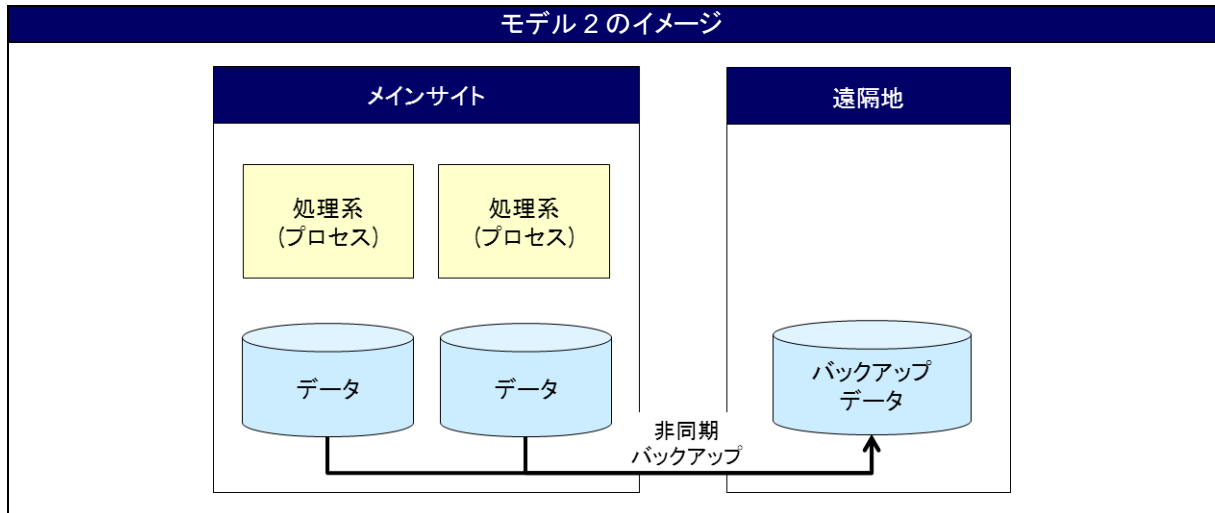 モデル 2 のイメージ
メインサイト
遠隔地
処理系
(プロセス)
処理系
(プロセス)
データ
データ
バックアップ
データ
非同期
バックアップ